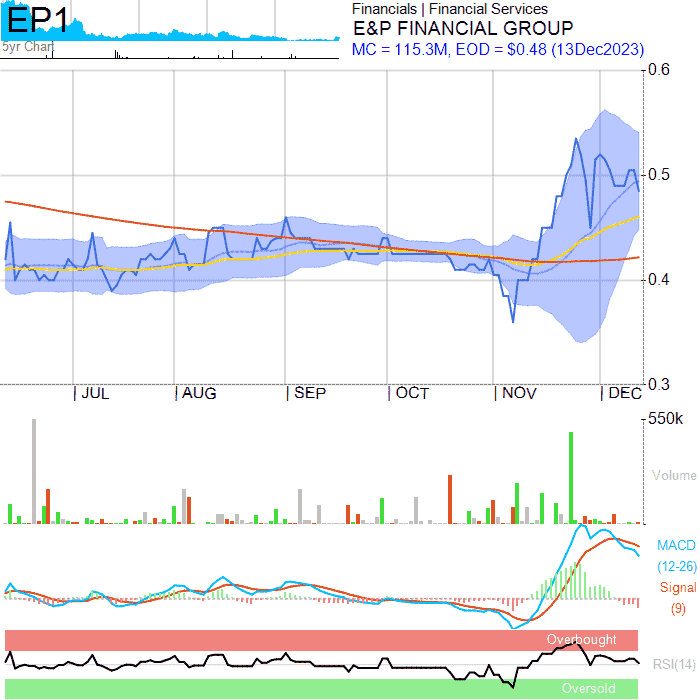 EP1
5yr Chart
Financials | Financial Services
E&P FINANCIAL GROUP
MC = 115.3M, EOD = $0.48 (13Dec2023)
0.6
0.5
0.4
0.3
| JUL | AUG | SEP | OCT | NOV | DEC
550k
Volume
MACD
(12-26)
Signal
(9)
Overbought
RSI(14)
Oversold